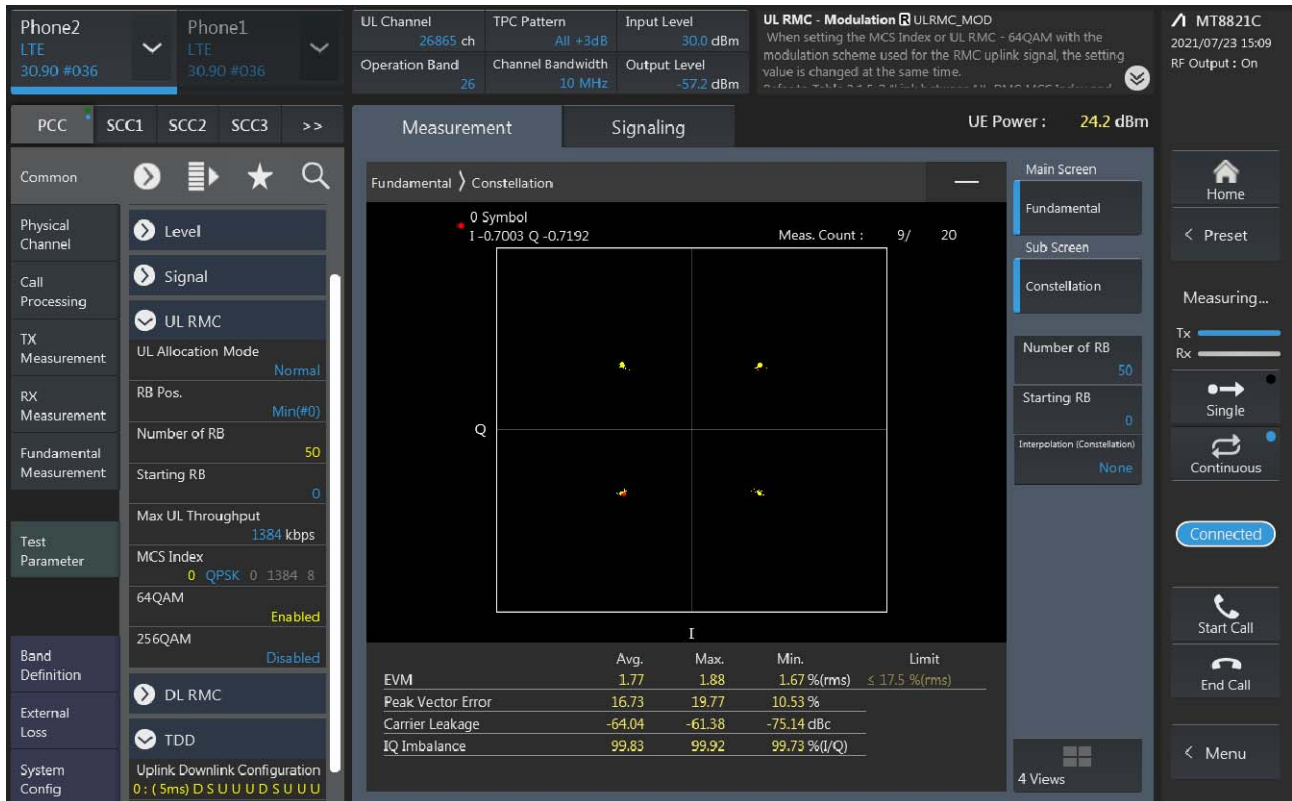 Phone2
LTE
30.90 #036
Phone1
LTE
30.90 #036
UL Channel
26865 ch
TPC Pattern
All +3dB
Input Level
30.0 dBm
Operation Band
26
Channel Bandwidth
10 MHz
Output Level
-57.2 dBm
UL RMC - Modulation R ULRMC_MOD
When setting the MCS Index or UL RMC - 64QAM with the
modulation scheme used for the RMC uplink signal, the setting
value is changed at the same time.
MT8821C
2021/07/23 15:09
RF Output : On
PCC SCC1 SCC2 SCC3 >>
Measurement
Signaling
UE Power : 24.2 dBm
Common
Physical
Channel
Call
Processing
TX
Measurement
RX
Measurement
Fundamental
Measurement
Test
Parameter
Band
Definition
External
Loss
System
Config
Level
Signal
UL RMC
UL Allocation Mode
Normal
RB Pos.
Min(#0)
Number of RB
50
Starting RB
0
Max UL Throughput
1384 kbps
MCS Index
0 QPSK 0 1384 8
64QAM
Enabled
256QAM
Disabled
DL RMC
TDD
Uplink Downlink Configuration
0 : ( 5ms) D S U U U D S U U U
Fundamental 〉 Constellation
0 Symbol
I -0.7003 Q -0.7192
Meas. Count : 9/ 20
Q
I
Avg. Max. Min. Limit
EVM 1.77 1.88 1.67 %(rms) ≤ 17.5 %(rms)
Peak Vector Error 16.73 19.77 10.53 %
Carrier Leakage -64.04 -61.38 -75.14 dBc
IQ Imbalance 99.83 99.92 99.73 %(I/Q)
Main Screen
Fundamental
Sub Screen
Constellation
Number of RB
50
Starting RB
0
Interpolation (Constellation)
None
4 Views
Home
< Preset
Measuring...
Tx
Rx
Single
Continuous
Connected
Start Call
End Call
< Menu